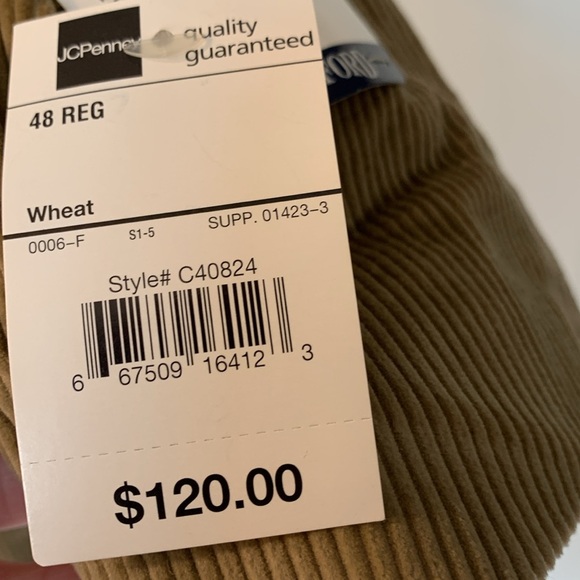 JCPenney
quality
guaranteed
48 REG
Wheat
0006-F S1-5 SUPP. 01423-3
Style# C40824
6 67509 16412 3
$120.00